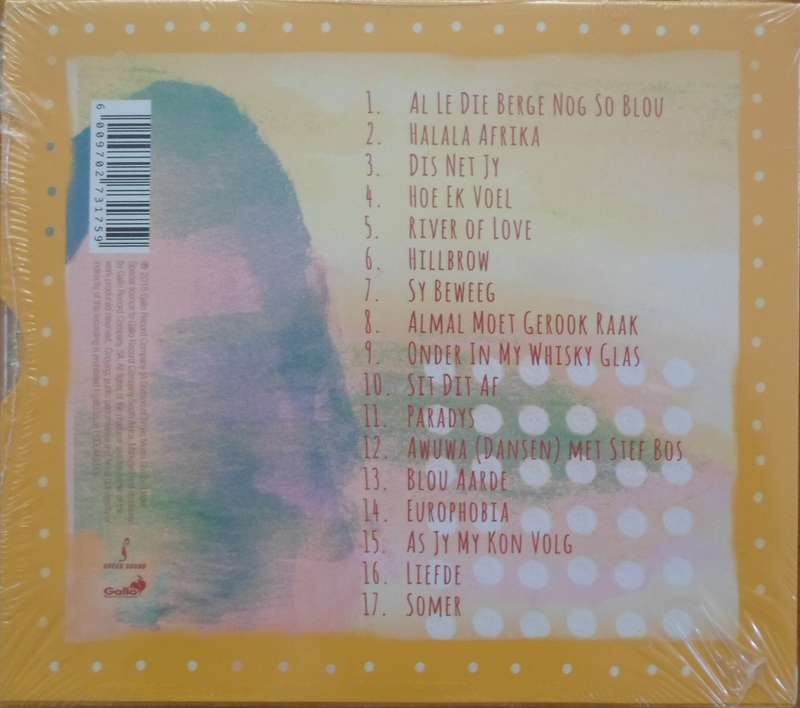 1. AL LE DIE BERGE NOG SO BLOU
2. HALALA AFRIKA
3. DIS NET JY
4. HOE EK VOEL
5. RIVER OF LOVE
6. HILLBROW
7. SY BEWEEG
8. ALMAL MOET GEROOK RAAK
9. ONDER IN MY WHISKY GLAS
10. SIT DIT AF
11. PARADYS
12. AWUWA (DANSEN) MET STEF BOS
13. BLOU AARDE
14. EUROPHOBIA
15. AS JY MY KON VOLG
16. LIEFDE
17. SOMER
6 009702 731759
GREEN SOUND
Gallo